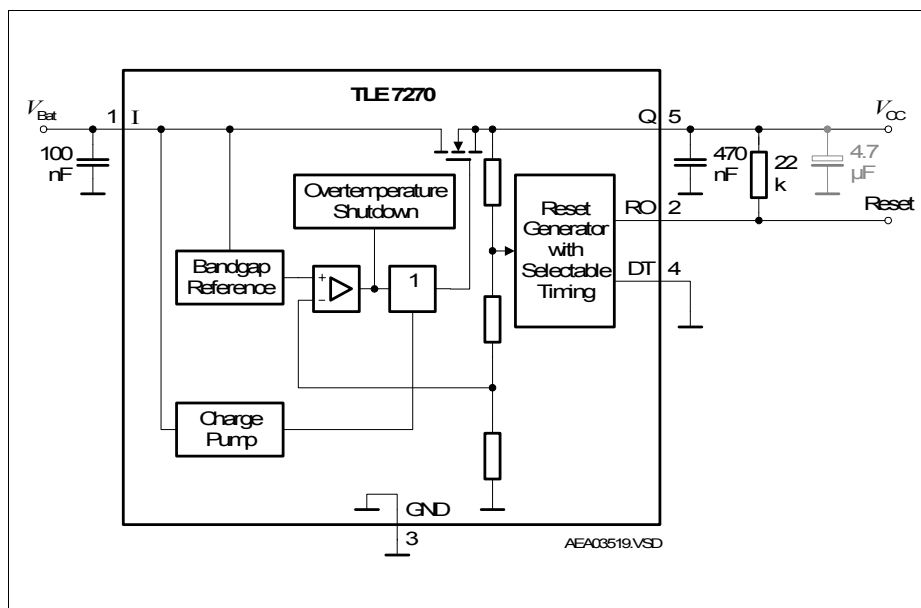 TLE 7270
V_Bat
1 I
Q 5
V_CC
100
nF
470
nF
22
k
4.7
µF
Overtemperature
Shutdown
Reset
Generator
with
Selectable
Timing
RO 2
Reset
DT 4
Bandgap
Reference
+
−
1
Charge
Pump
GND
3
AEA03519.VSD